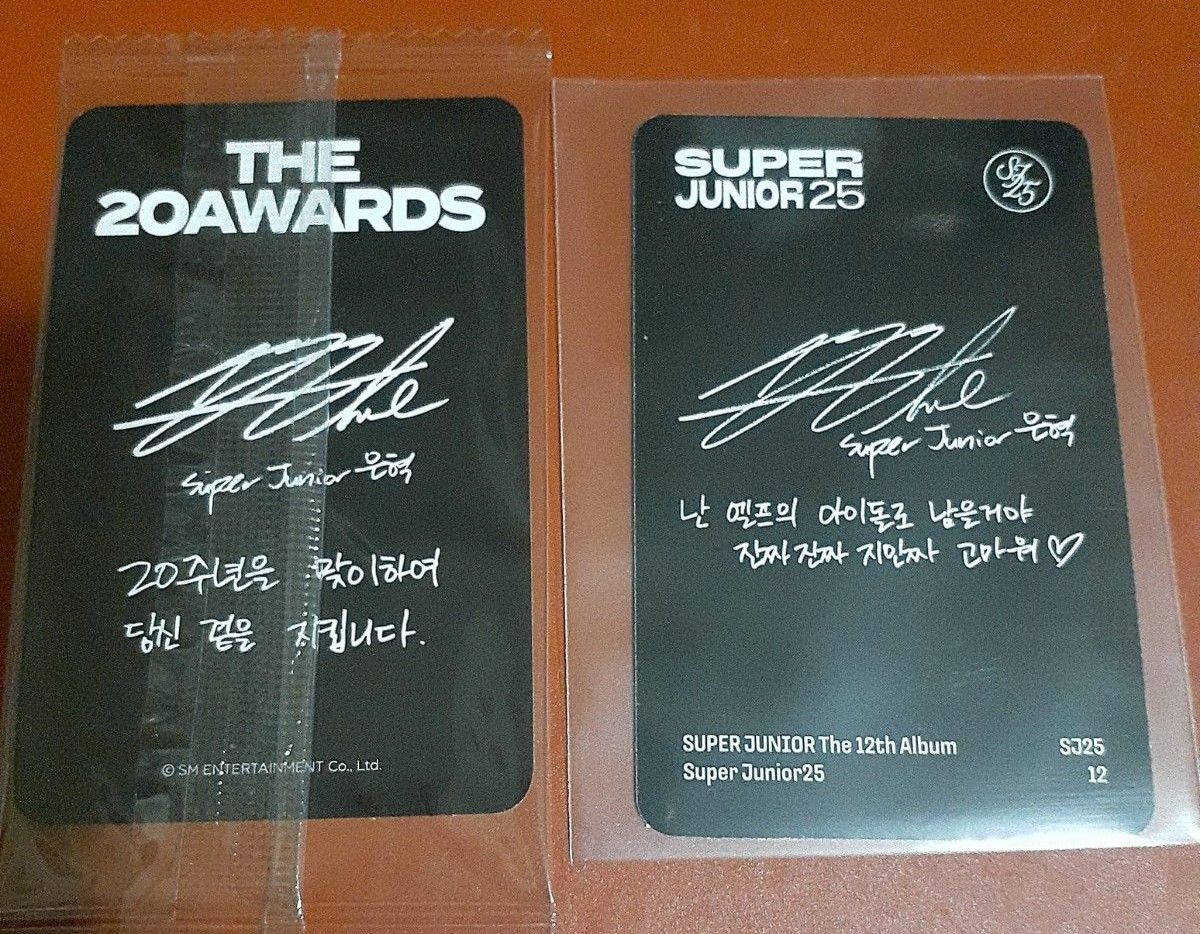 THE
20AWARDS
Super Junior 은혁
20주년을 맞이하여
당신 곁을 지킵니다.
© SM ENTERTAINMENT Co., Ltd.
SUPER
JUNIOR25
SJ
25
Super Junior 은혁
난 엘프의 아이돌로 남을거야
진짜진짜 지인짜 고마워♡
SUPER JUNIOR The 12th Album
SJ25
Super Junior25
12